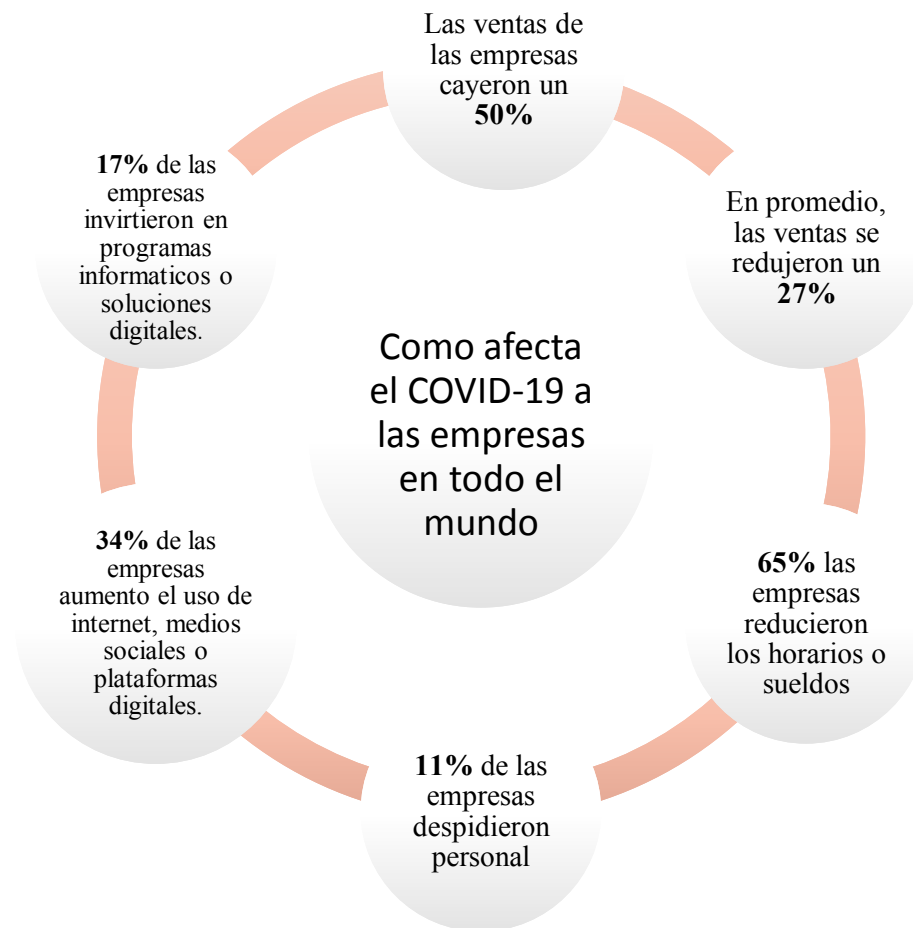 Las ventas de
las empresas
cayeron un
50%
En promedio,
las ventas se
redujeron un
27%
65% las
empresas
reducieron
los horarios o
sueldos
11% de las
empresas
despidieron
personal
34% de las
empresas
aumento el uso de
internet, medios
sociales o
plataformas
digitales.
17% de las
empresas
invirtieron en
programas
informaticos o
soluciones
digitales.
Como afecta
el COVID-19 a
las empresas
en todo el
mundo